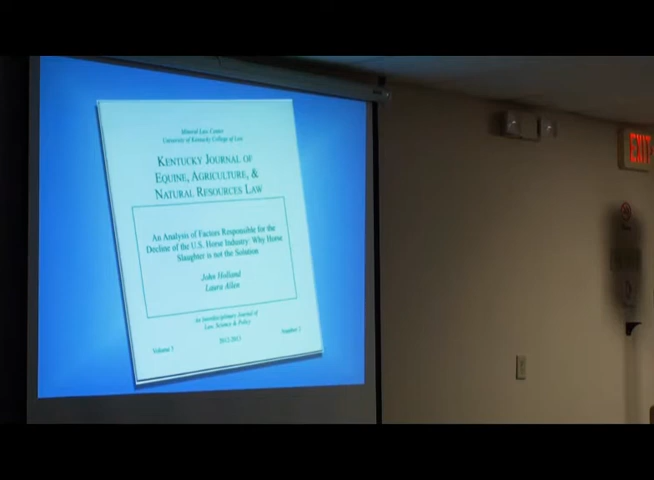 Mineral Law Center
University of Kentucky College of Law
KENTUCKY JOURNAL OF
EQUINE, AGRICULTURE, &
NATURAL RESOURCES LAW
An Analysis of Factors Responsible for the
Decline of the U.S. Horse Industry: Why Horse
Slaughter is not the Solution
John Holland
Laura Allen
An Interdisciplinary Journal of
Law, Science & Policy
Volume 5 2012-2013 Number 2
EXIT